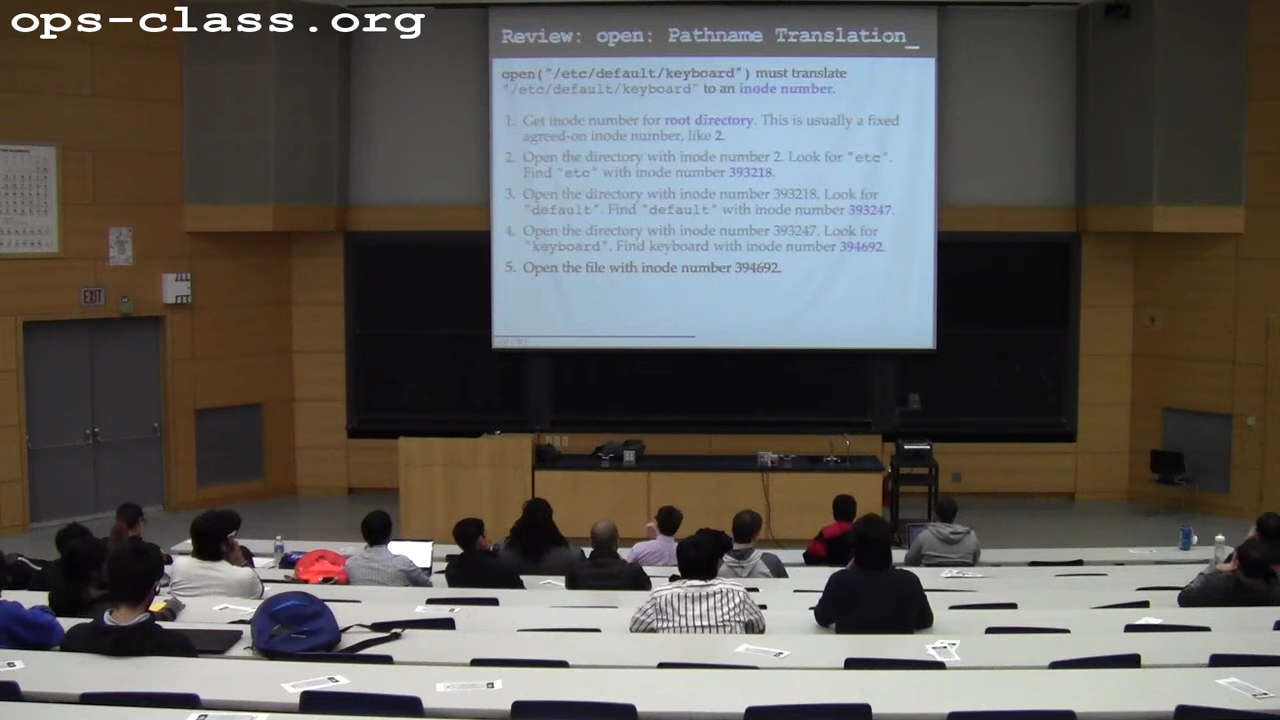 ops-class.org
Review: open: Pathname Translation_
open("/etc/default/keyboard") must translate
"/etc/default/keyboard" to an inode number.
1. Get inode number for root directory. This is usually a fixed
agreed-on inode number, like 2.
2. Open the directory with inode number 2. Look for "etc".
Find "etc" with inode number 393218.
3. Open the directory with inode number 393218. Look for
"default". Find "default" with inode number 393247.
4. Open the directory with inode number 393247. Look for
"keyboard". Find keyboard with inode number 394692.
5. Open the file with inode number 394692.
EXIT